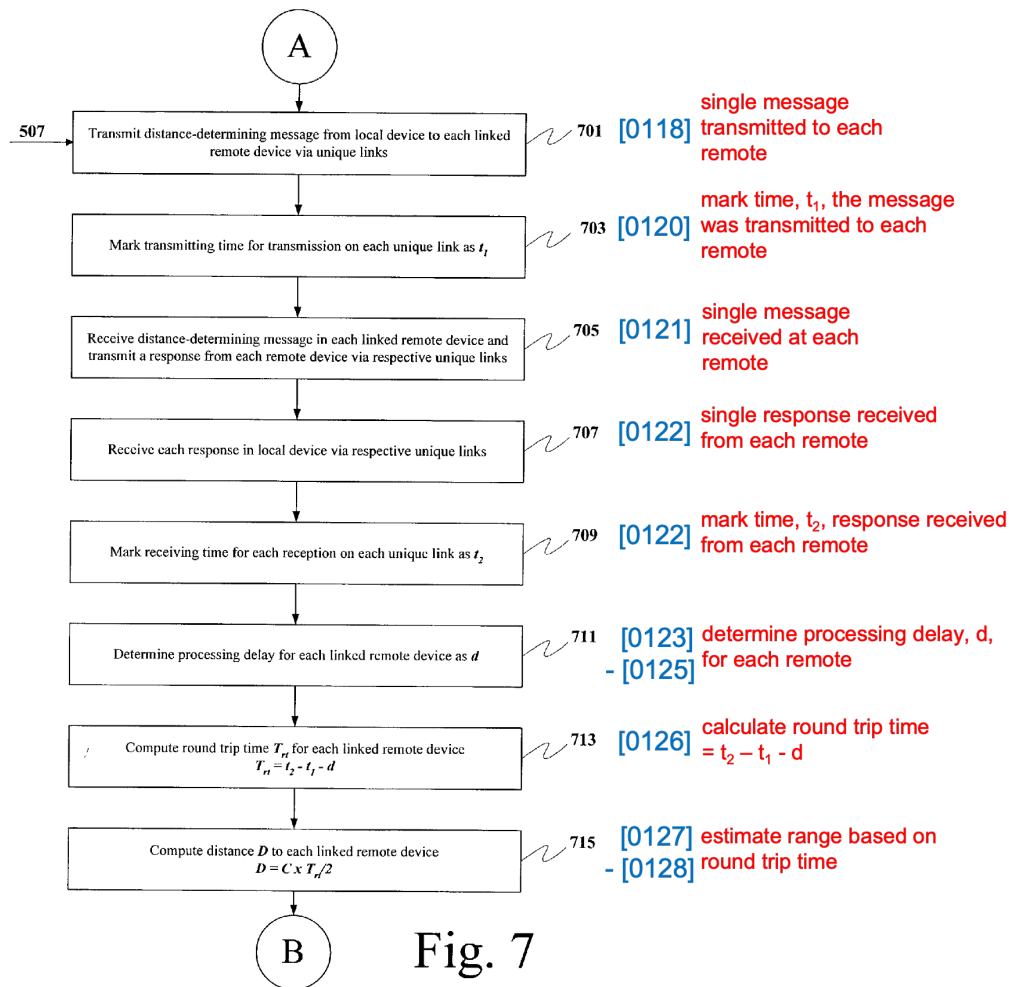 A
507
Transmit distance-determining message from local device to each linked
remote device via unique links
701
[0118]
single message
transmitted to each
remote
Mark transmitting time for transmission on each unique link as t₁
703
[0120]
mark time, t₁, the message
was transmitted to each
remote
Receive distance-determining message in each linked remote device and
transmit a response from each remote device via respective unique links
705
[0121]
single message
received at each
remote
Receive each response in local device via respective unique links
707
[0122]
single response received
from each remote
Mark receiving time for each reception on each unique link as t₂
709
[0122]
mark time, t₂, response received
from each remote
Determine processing delay for each linked remote device as d
711
[0123]
- [0125]
determine processing delay, d,
for each remote
Compute round trip time Tᵣₜ for each linked remote device
Tᵣₜ = t₂ - t₁ - d
713
[0126]
calculate round trip time
= t₂ – t₁ - d
Compute distance D to each linked remote device
D = C x Tᵣₜ/2
715
[0127]
- [0128]
estimate range based on
round trip time
B
Fig. 7